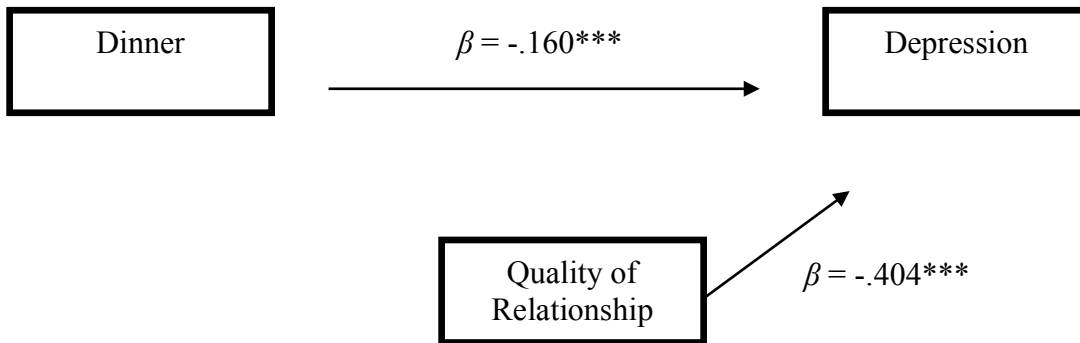 Dinner
β = -.160***
Depression
Quality of
Relationship
β = -.404***